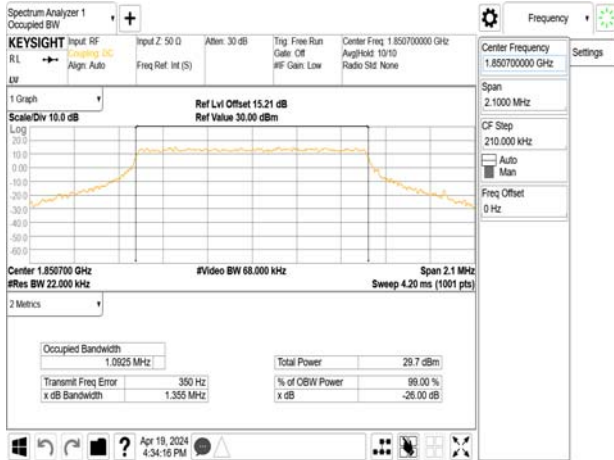 Spectrum Analyzer 1
Occupied BW
+
Frequency
KEYSIGHT
RL
LXI
Input: RF
Coupling: DC
Align: Auto
Input Z: 50 Ω
Freq Ref: Int (S)
Atten: 30 dB
Trig: Free Run
Gate: Off
#IF Gain: Low
Center Freq: 1.850700000 GHz
Avg|Hold: 10/10
Radio Std: None
Center Frequency
1.850700000 GHz
Settings
Span
2.1000 MHz
CF Step
210.000 kHz
Auto
Man
Freq Offset
0 Hz
1 Graph
Scale/Div 10.0 dB
Ref Lvl Offset 15.21 dB
Ref Value 30.00 dBm
Log
20.0
10.0
0.00
-10.0
-20.0
-30.0
-40.0
-50.0
-60.0
Center 1.850700 GHz
#Video BW 68.000 kHz
Span 2.1 MHz
#Res BW 22.000 kHz
Sweep 4.20 ms (1001 pts)
2 Metrics
Occupied Bandwidth
1.0925 MHz
Total Power
29.7 dBm
Transmit Freq Error
350 Hz
% of OBW Power
99.00 %
x dB Bandwidth
1.355 MHz
x dB
-26.00 dB
?
Apr 19, 2024
4:34:16 PM